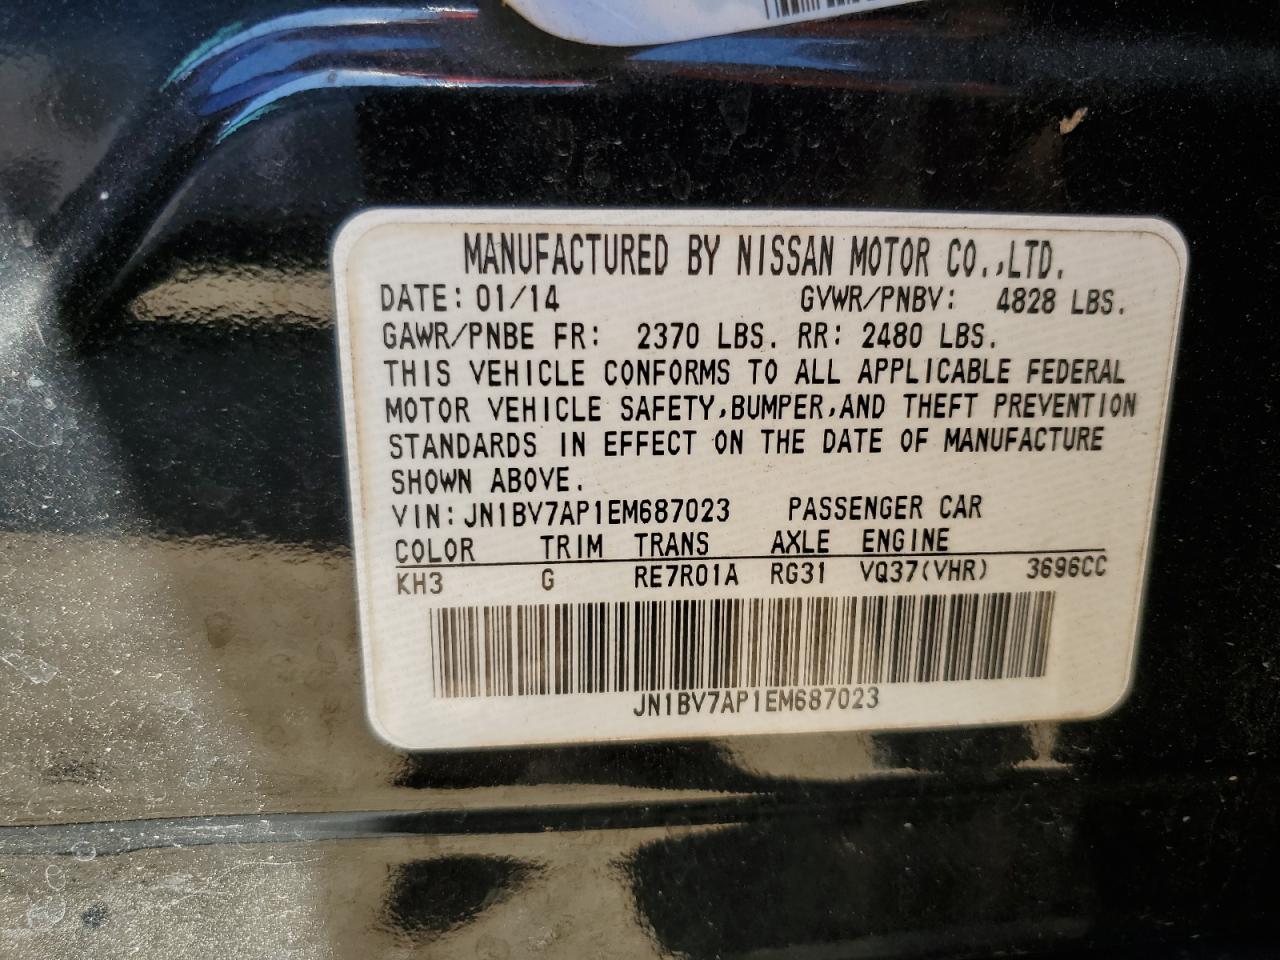 MANUFACTURED BY NISSAN MOTOR CO.,LTD.
DATE: 01/14 GVWR/PNBV: 4828 LBS.
GAWR/PNBE FR: 2370 LBS. RR: 2480 LBS.
THIS VEHICLE CONFORMS TO ALL APPLICABLE FEDERAL
MOTOR VEHICLE SAFETY,BUMPER,AND THEFT PREVENTION
STANDARDS IN EFFECT ON THE DATE OF MANUFACTURE
SHOWN ABOVE.
VIN:JN1BV7AP1EM687023 PASSENGER CAR
COLOR TRIM TRANS AXLE ENGINE
KH3 G RE7R01A RG31 VQ37(VHR) 3696CC
JN1BV7AP1EM687023